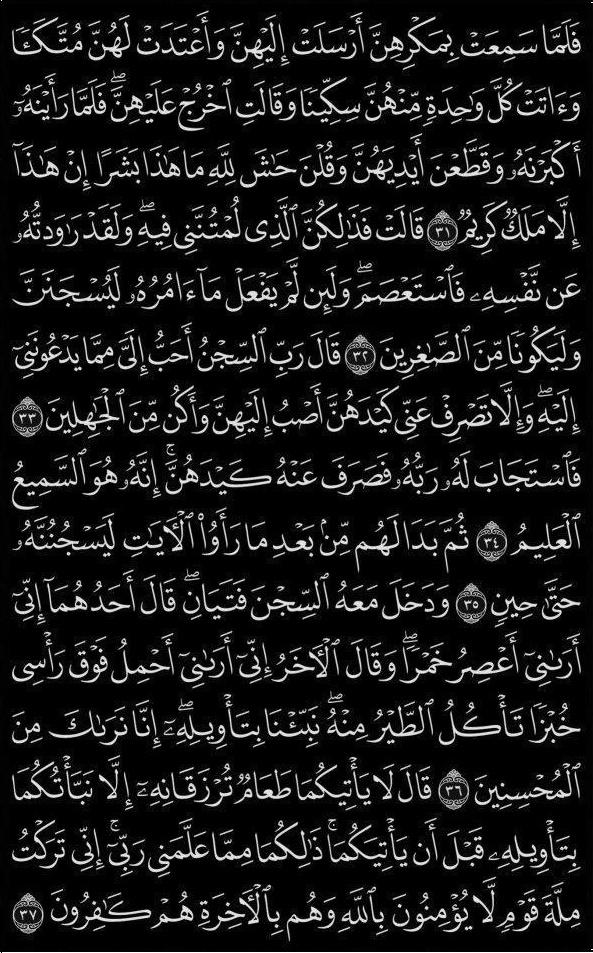 فَلَمَّا سَمِعَتْ بِمَكْرِهِنَّ أَرْسَلَتْ إِلَيْهِنَّ وَأَعْتَدَتْ لَهُنَّ مُتَّكَـًٔا
وَءَاتَتْ كُلَّ وَٰحِدَةٍ مِّنْهُنَّ سِكِّينًا وَقَالَتِ ٱخْرُجْ عَلَيْهِنَّ ۖ فَلَمَّا رَأَيْنَهُۥٓ
أَكْبَرْنَهُۥ وَقَطَّعْنَ أَيْدِيَهُنَّ وَقُلْنَ حَـٰشَ لِلَّهِ مَا هَـٰذَا بَشَرًا إِنْ هَـٰذَآ
إِلَّا مَلَكٌ كَرِيمٌ ٣١ قَالَتْ فَذَٰلِكُنَّ ٱلَّذِى لُمْتُنَّنِى فِيهِ ۖ وَلَقَدْ رَٰوَدتُّهُۥ
عَن نَّفْسِهِۦ فَٱسْتَعْصَمَ ۖ وَلَئِن لَّمْ يَفْعَلْ مَآ ءَامُرُهُۥ لَيُسْجَنَنَّ
وَلَيَكُونًا مِّنَ ٱلصَّـٰغِرِينَ ٣٢ قَالَ رَبِّ ٱلسِّجْنُ أَحَبُّ إِلَىَّ مِمَّا يَدْعُونَنِىٓ
إِلَيْهِ ۖ وَإِلَّا تَصْرِفْ عَنِّى كَيْدَهُنَّ أَصْبُ إِلَيْهِنَّ وَأَكُن مِّنَ ٱلْجَـٰهِلِينَ ٣٣
فَٱسْتَجَابَ لَهُۥ رَبُّهُۥ فَصَرَفَ عَنْهُ كَيْدَهُنَّ ۚ إِنَّهُۥ هُوَ ٱلسَّمِيعُ
ٱلْعَلِيمُ ٣٤ ثُمَّ بَدَا لَهُم مِّنۢ بَعْدِ مَا رَأَوُا۟ ٱلْـَٔايَـٰتِ لَيَسْجُنُنَّهُۥ
حَتَّىٰ حِينٍ ٣٥ وَدَخَلَ مَعَهُ ٱلسِّجْنَ فَتَيَانِ ۖ قَالَ أَحَدُهُمَآ إِنِّىٓ
أَرَىٰنِىٓ أَعْصِرُ خَمْرًا ۖ وَقَالَ ٱلْـَٔاخَرُ إِنِّىٓ أَرَىٰنِىٓ أَحْمِلُ فَوْقَ رَأْسِى
خُبْزًا تَأْكُلُ ٱلطَّيْرُ مِنْهُ ۖ نَبِّئْنَا بِتَأْوِيلِهِۦٓ ۖ إِنَّا نَرَىٰكَ مِنَ
ٱلْمُحْسِنِينَ ٣٦ قَالَ لَا يَأْتِيكُمَا طَعَامٌ تُرْزَقَانِهِۦٓ إِلَّا نَبَّأْتُكُمَا
بِتَأْوِيلِهِۦ قَبْلَ أَن يَأْتِيَكُمَا ۚ ذَٰلِكُمَا مِمَّا عَلَّمَنِى رَبِّىٓ ۚ إِنِّى تَرَكْتُ
مِلَّةَ قَوْمٍ لَّا يُؤْمِنُونَ بِٱللَّهِ وَهُم بِٱلْـَٔاخِرَةِ هُمْ كَـٰفِرُونَ ٣٧